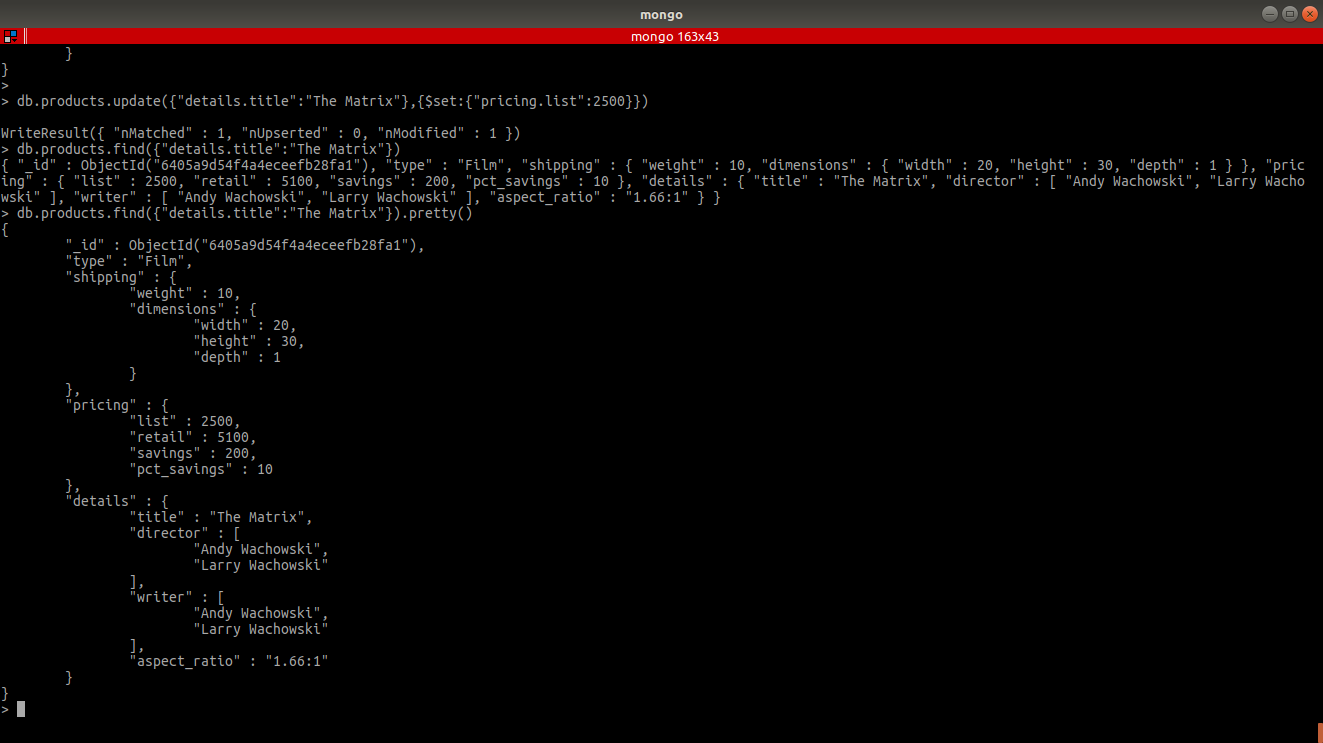 mongo
mongo 163x43
        }
}
>
> db.products.update({"details.title":"The Matrix"},{$set:{"pricing.list":2500}})
WriteResult({ "nMatched" : 1, "nUpserted" : 0, "nModified" : 1 })
> db.products.find({"details.title":"The Matrix"})
{ "_id" : ObjectId("6405a9d54f4a4eceefb28fa1"), "type" : "Film", "shipping" : { "weight" : 10, "dimensions" : { "width" : 20, "height" : 30, "depth" : 1 } }, "pric
ing" : { "list" : 2500, "retail" : 5100, "savings" : 200, "pct_savings" : 10 }, "details" : { "title" : "The Matrix", "director" : [ "Andy Wachowski", "Larry Wacho
wski" ], "writer" : [ "Andy Wachowski", "Larry Wachowski" ], "aspect_ratio" : "1.66:1" } }
> db.products.find({"details.title":"The Matrix"}).pretty()
{
        "_id" : ObjectId("6405a9d54f4a4eceefb28fa1"),
        "type" : "Film",
        "shipping" : {
                "weight" : 10,
                "dimensions" : {
                        "width" : 20,
                        "height" : 30,
                        "depth" : 1
                }
        },
        "pricing" : {
                "list" : 2500,
                "retail" : 5100,
                "savings" : 200,
                "pct_savings" : 10
        },
        "details" : {
                "title" : "The Matrix",
                "director" : [
                        "Andy Wachowski",
                        "Larry Wachowski"
                ],
                "writer" : [
                        "Andy Wachowski",
                        "Larry Wachowski"
                ],
                "aspect_ratio" : "1.66:1"
        }
}
>